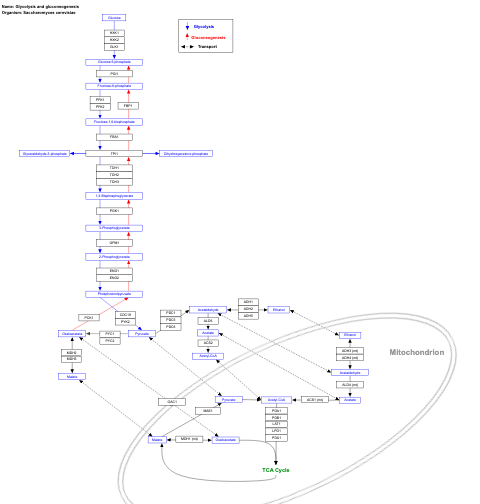 Name: Glycolysis and gluconeogenesis
Organism: Saccharomyces cerevisiae
Glucose
Glycolysis
Gluconeogenesis
Transport
HXK1
HXK2
GLK1
Glucose-6-phosphate
PGI1
Fructose-6-phosphate
PFK1
PFK2
FBP1
Fructose-1,6-bisphosphate
FBA1
Glyceraldehyde-3-phosphate
TPI1
Dihydroxyacetone-phosphate
TDH1
TDH2
TDH3
1,3-Bisphosphoglycerate
PGK1
3-Phosphoglycerate
GPM1
2-Phosphoglycerate
ENO1
ENO2
Phosphoenolpyruvate
PCK1
CDC19
PYK2
PDC1
PDC5
PDC6
Acetaldehyde
ADH1
ADH2
ADH5
Ethanol
ALD6
Oxaloacetate
PYC1
PYC2
Pyruvate
Acetate
ACS2
Acetyl-CoA
Ethanol
ADH3 (mt)
ADH4 (mt)
Mitochondrion
MDH2
MDH3
Malate
Acetaldehyde
ALD4 (mt)
OAC1
Pyruvate
Acetyl-CoA
ACS1 (mt)
Acetate
MAE1
PDA1
PDB1
LAT1
LPD1
PDX1
Malate
MDH1 (mt)
Oxaloacetate
TCA Cycle